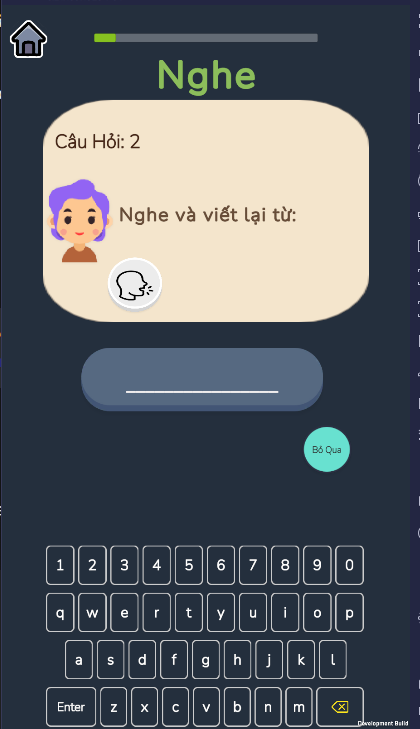 Nghe
Câu Hỏi: 2
Nghe và viết lại từ:
Bỏ Qua
1 2 3 4 5 6 7 8 9 0
q w e r t y u i o p
a s d f g h j k l
Enter z x c v b n m
Development Build